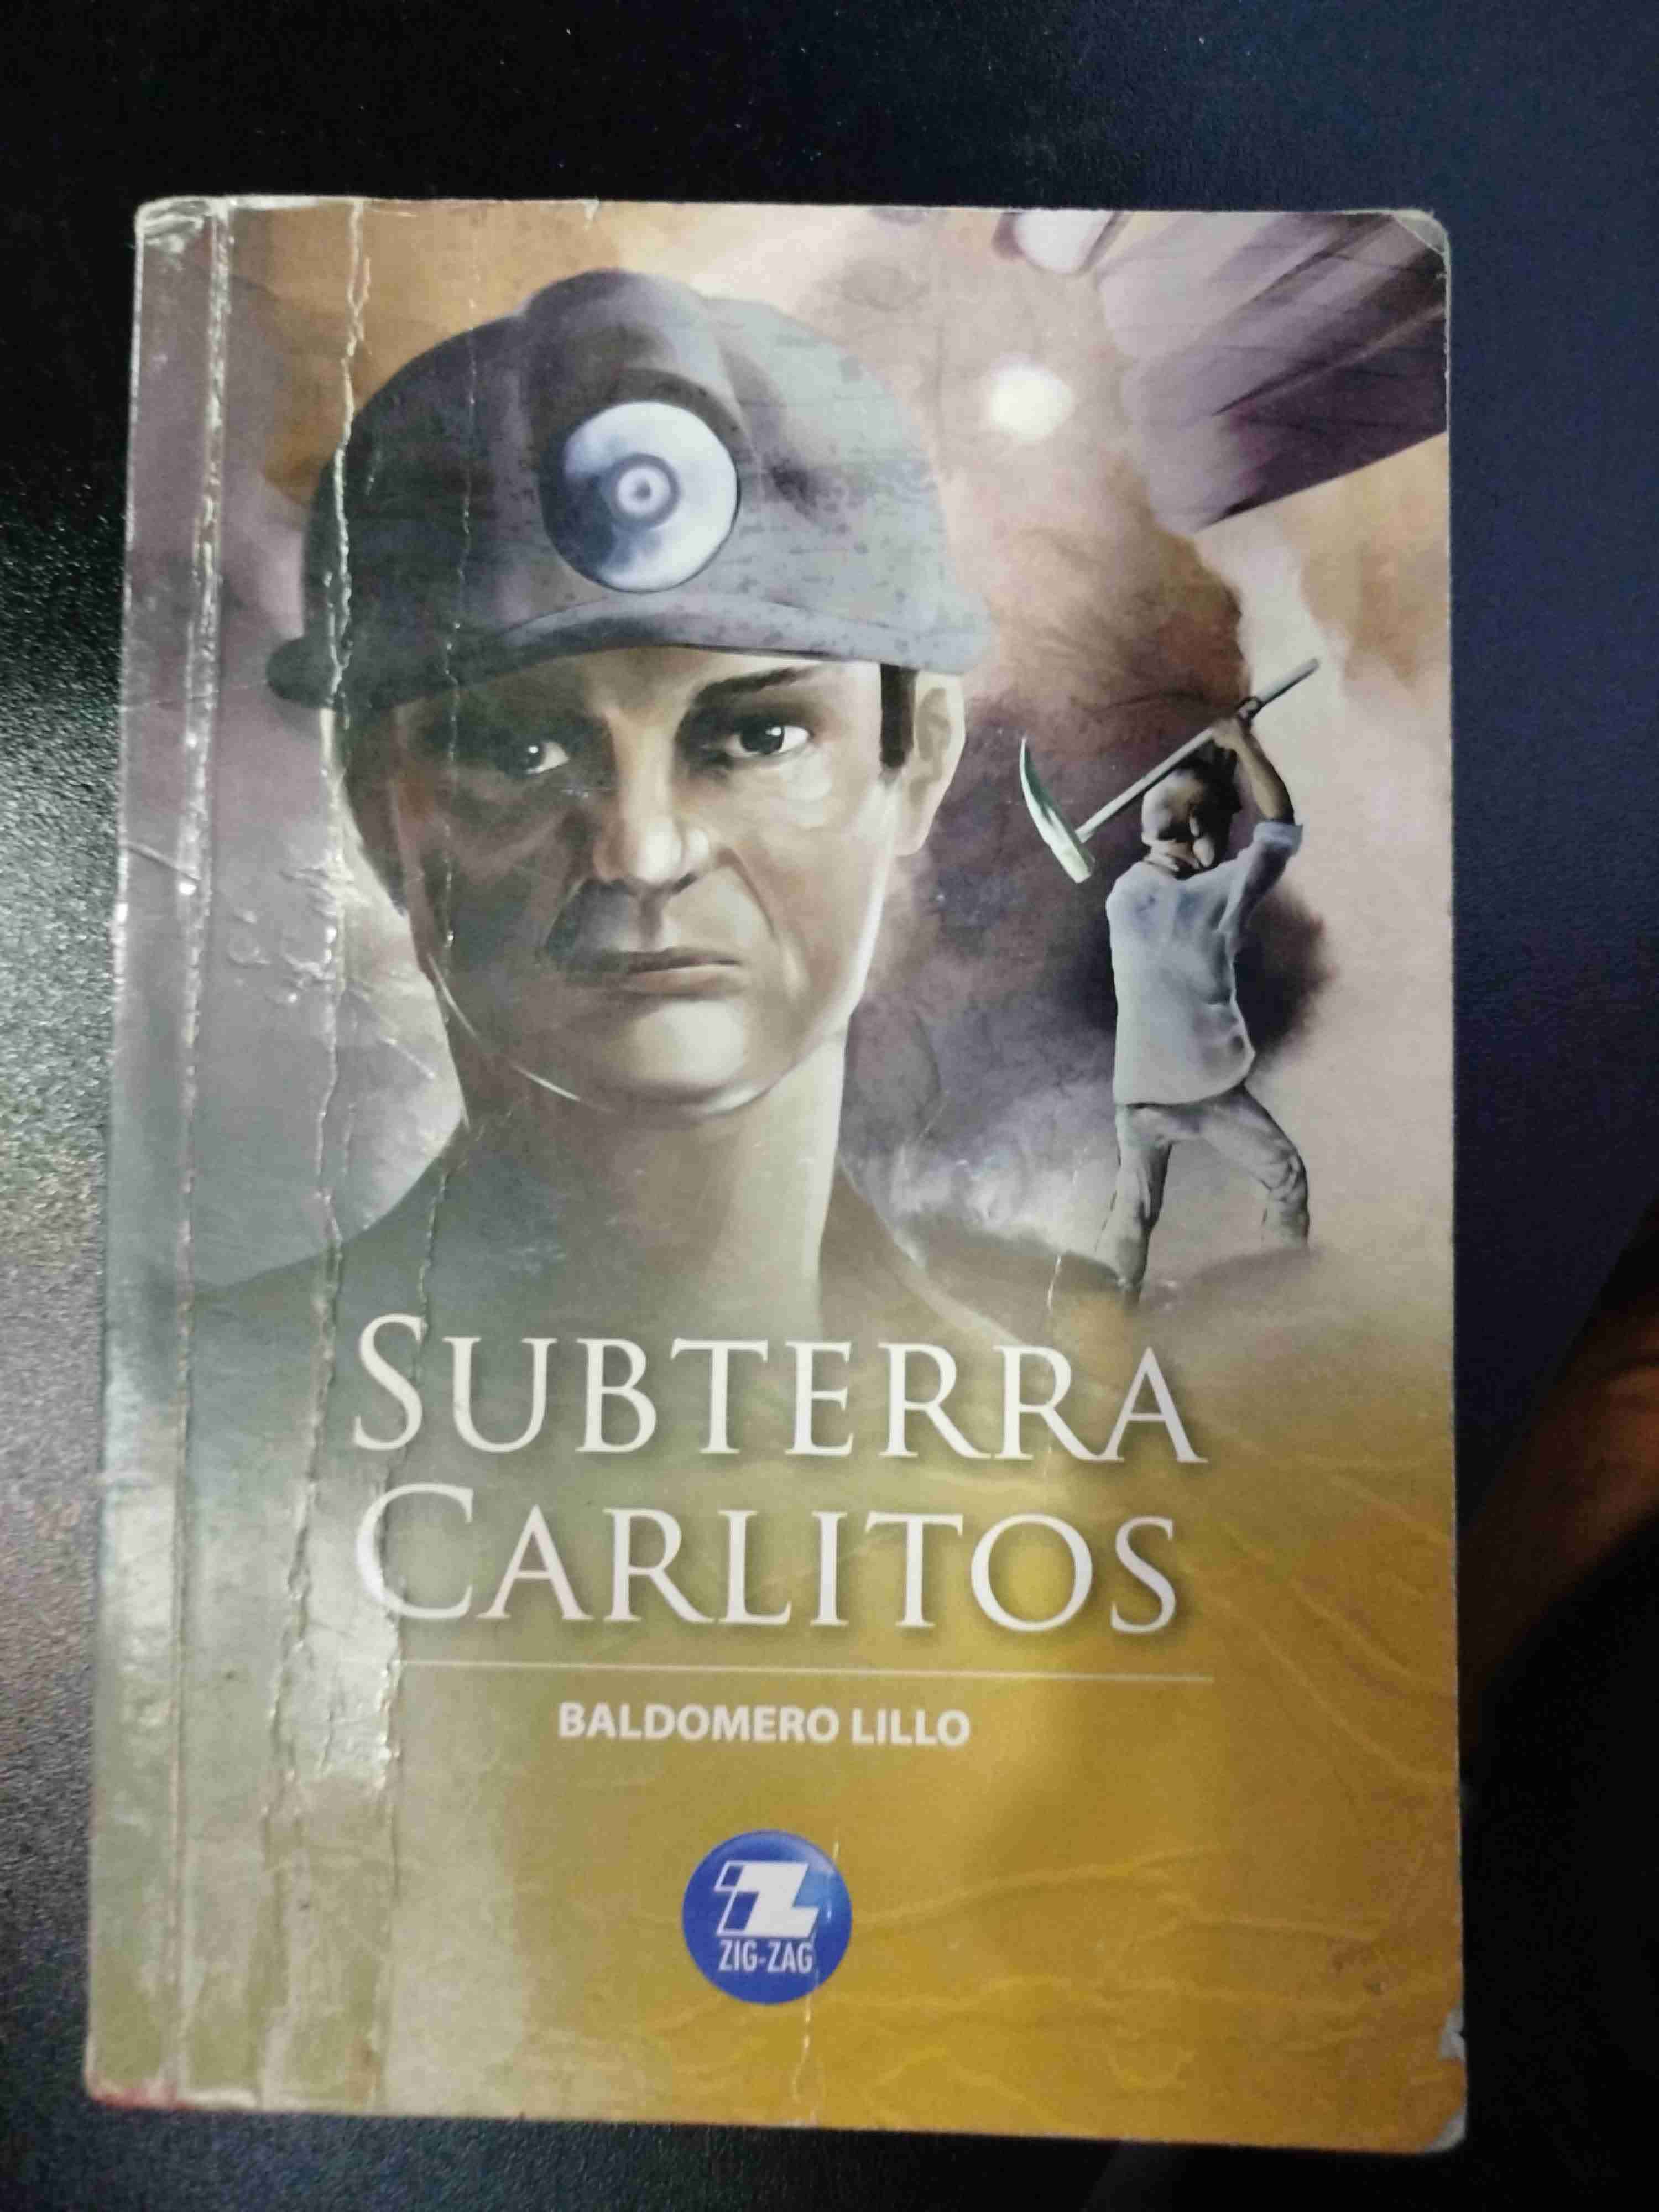 SUBTERRA
CARLITOS
BALDOMERO LILLO
ZIG-ZAG